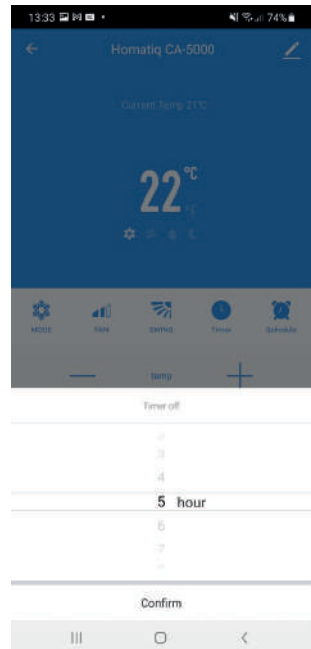 13:33 74%
Homatiq CA-5000
Current Temp 21°C
22 °C
°F
MODE FAN SWING Timer Schedule
temp
Timer off
2
3
4
5 hour
6
7
Confirm